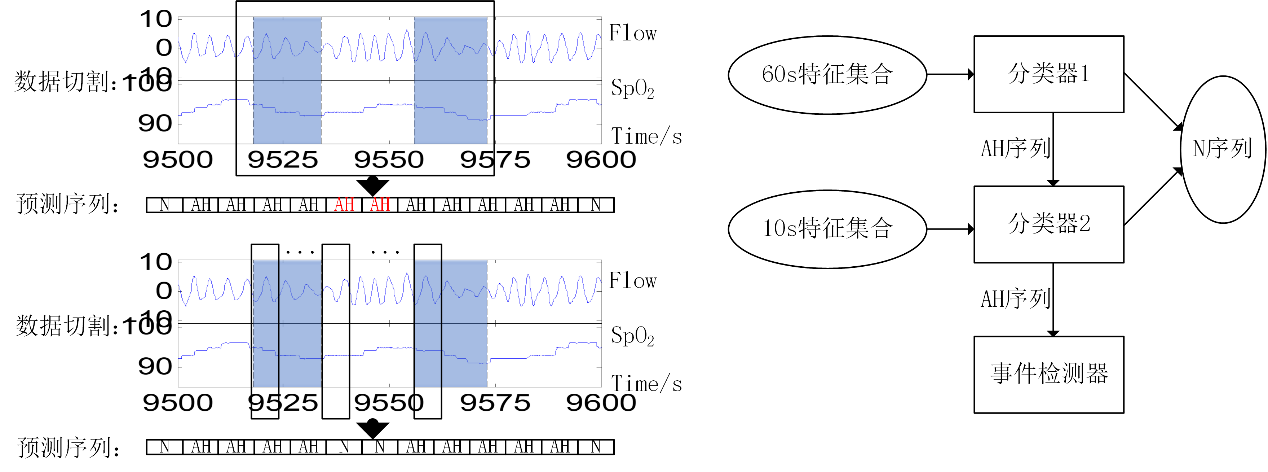 10
0
-10
Flow
数据切割：
100
90
SpO2
Time/s
9500 9525 9550 9575 9600
预测序列： N AH AH AH AH AH AH AH AH AH AH AH N
... ...
10
0
-10
Flow
数据切割：
100
90
SpO2
Time/s
9500 9525 9550 9575 9600
预测序列： N AH AH AH AH N N AH AH AH AH AH N
60s特征集合
分类器1
AH序列
N序列
10s特征集合
分类器2
AH序列
事件检测器